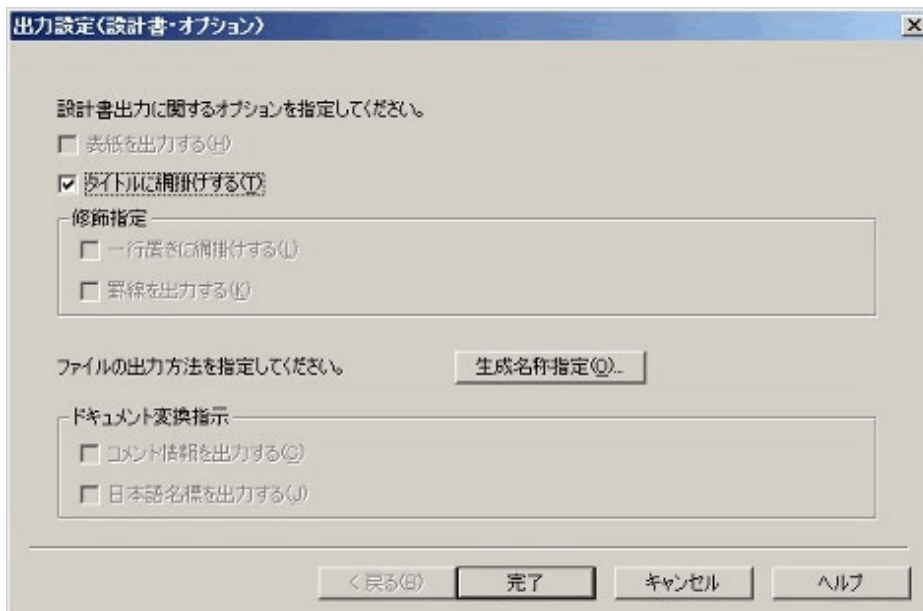 出力設定(設計書・オプション)
設計書出力に関するオプションを指定してください。
表紙を出力する(H)
タイトルに網掛けする(T)
修飾指定
一行置きに網掛けする(L)
罫線を出力する(K)
ファイルの出力方法を指定してください。
生成名称指定(O)...
ドキュメント変換指示
コメント情報を出力する(C)
日本語名標を出力する(J)
< 戻る(B)
完了
キャンセル
ヘルプ